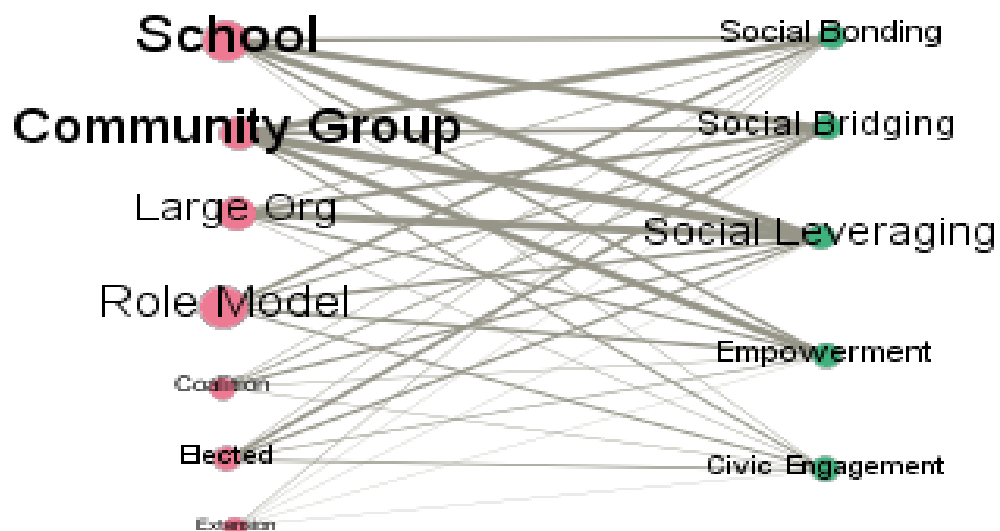 School
Social Bonding
Community Group
Social Bridging
Large Org
Social Leveraging
Role Model
Empowerment
Coalition
Elected
Civic Engagement
Extension